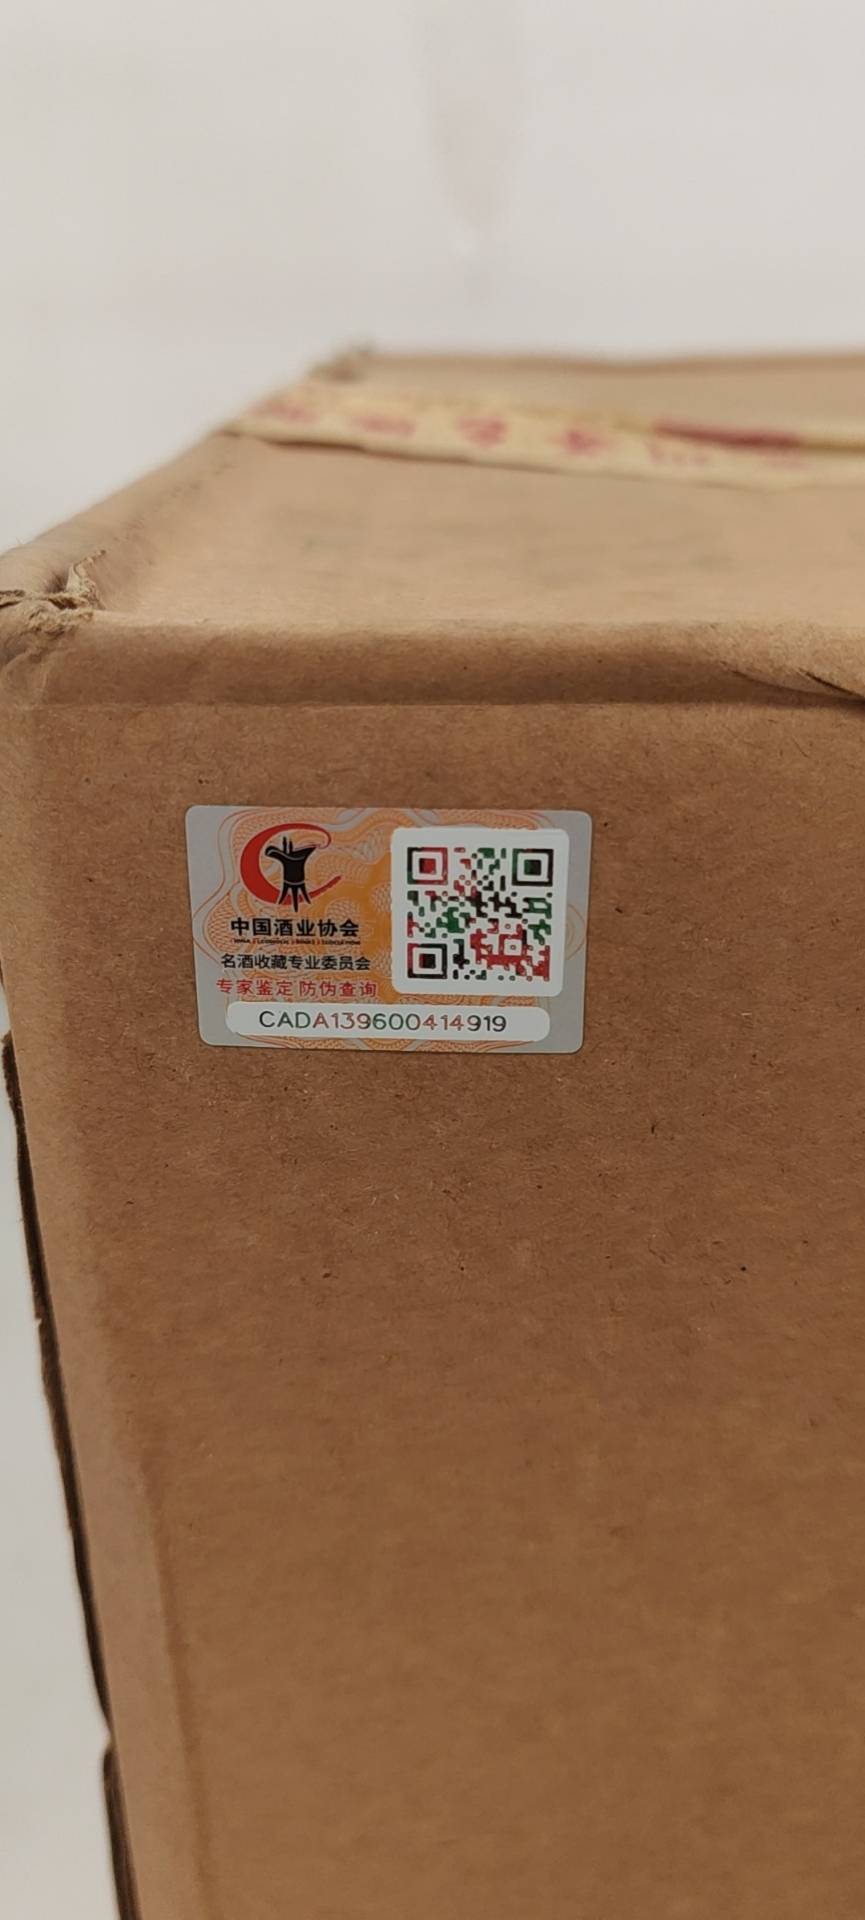 中国酒业协会
名酒收藏专业委员会
专家鉴定 防伪查询
CADA139600414919